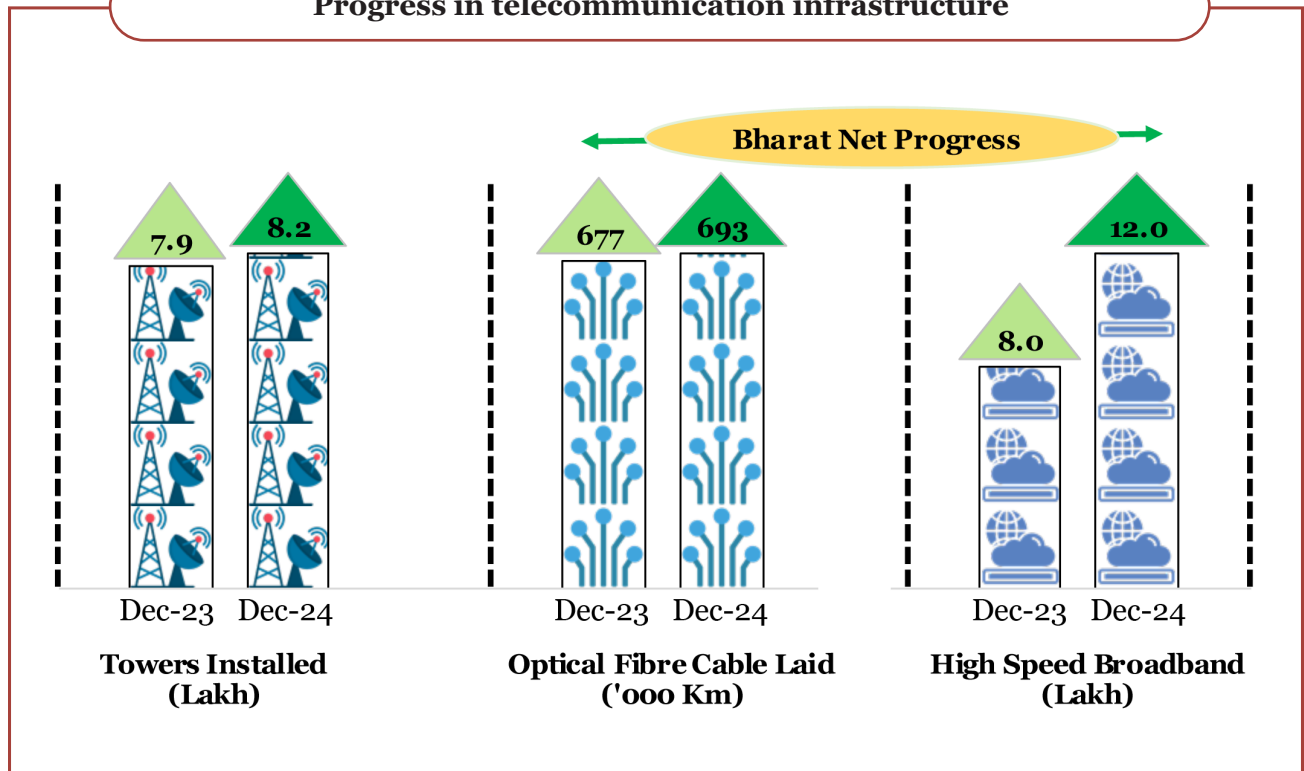 Progress in telecommunication infrastructure
Bharat Net Progress
7.9
8.2
677
693
8.0
12.0
Dec-23 Dec-24
Dec-23 Dec-24
Dec-23 Dec-24
Towers Installed
(Lakh)
Optical Fibre Cable Laid
('000 Km)
High Speed Broadband
(Lakh)